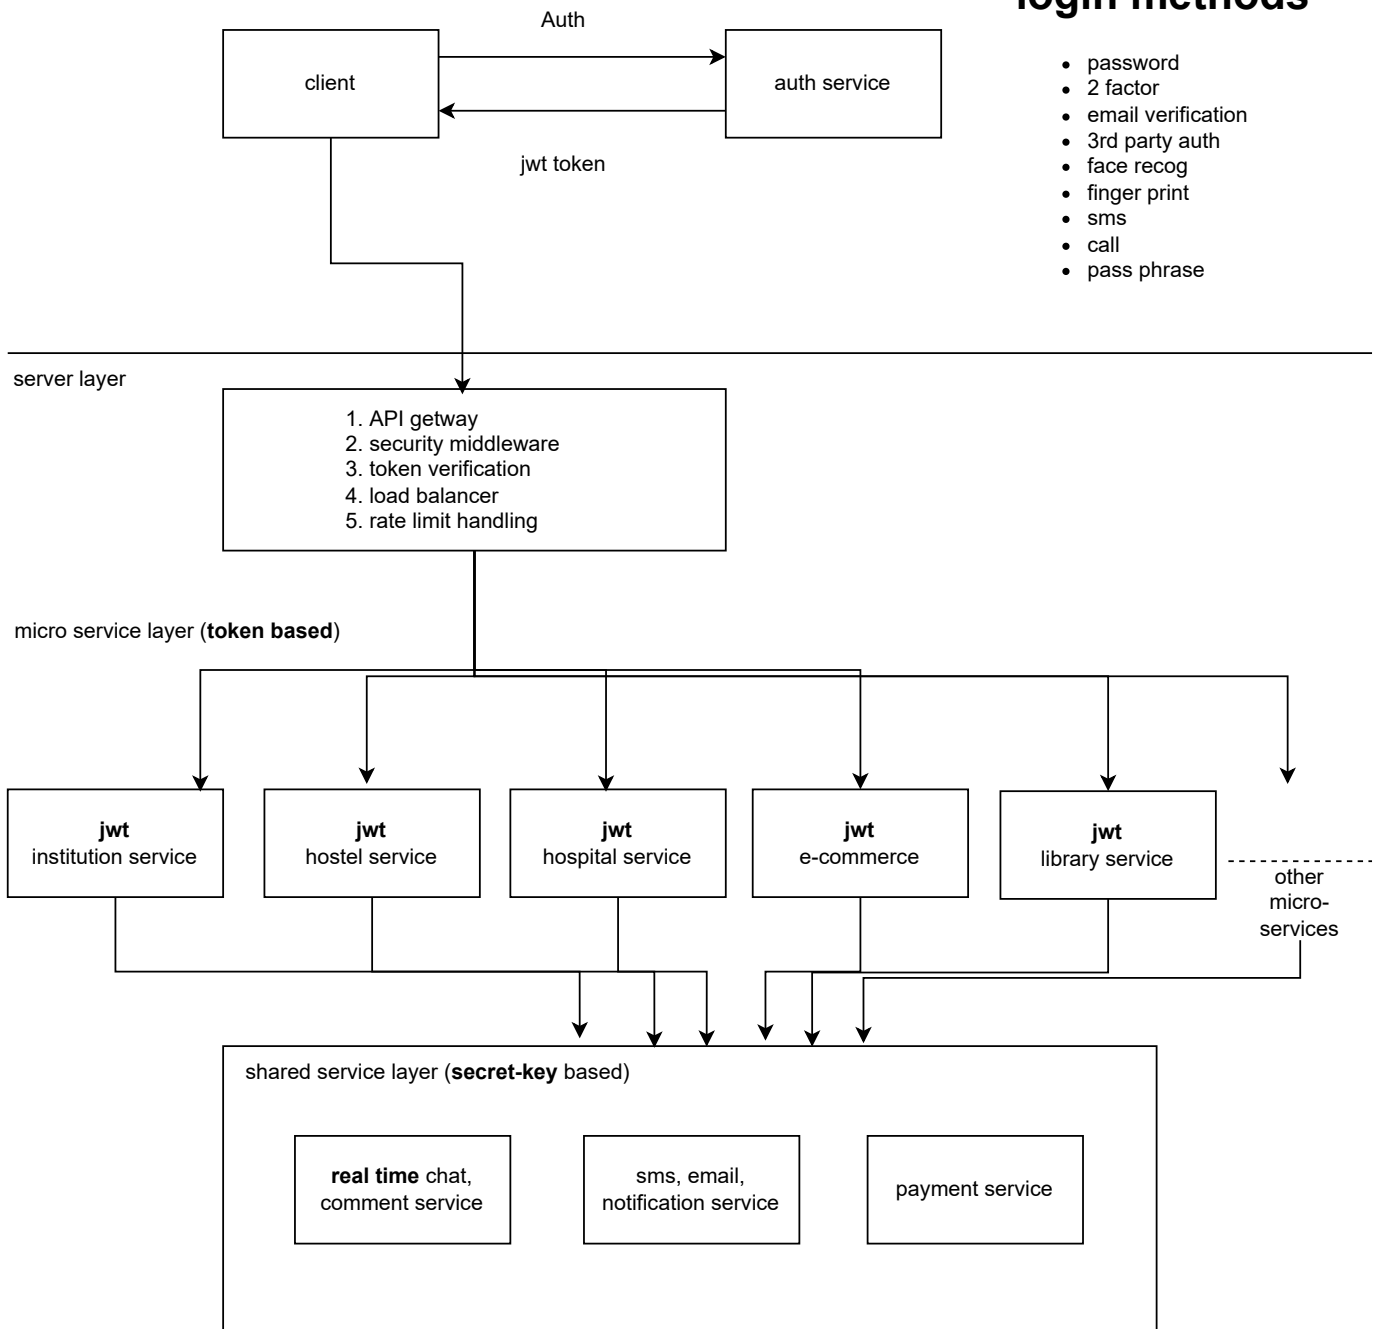 login methods
Auth
client
auth service
jwt token
password
2 factor
email verification
3rd party auth
face recog
finger print
sms
call
pass phrase
server layer
1. API getway
2. security middleware
3. token verification
4. load balancer
5. rate limit handling
micro service layer (token based)
jwt
institution service
jwt
hostel service
jwt
hospital service
jwt
e-commerce
jwt
library service
other
micro-
services
shared service layer (secret-key based)
real time chat,
comment service
sms, email,
notification service
payment service